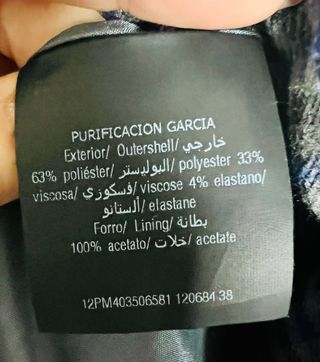 PURIFICACION GARCIA
Exterior/ Outershell/ خارجي
63% poliéster/ البوليستر/ polyester 33%
viscosa/ فسكوزي/ viscose 4% elastano/
ألستانو/ elastane
Forro/ Lining/ بطانة/
100% acetato/ خلات/ acetate
12PM403506581 120684 38